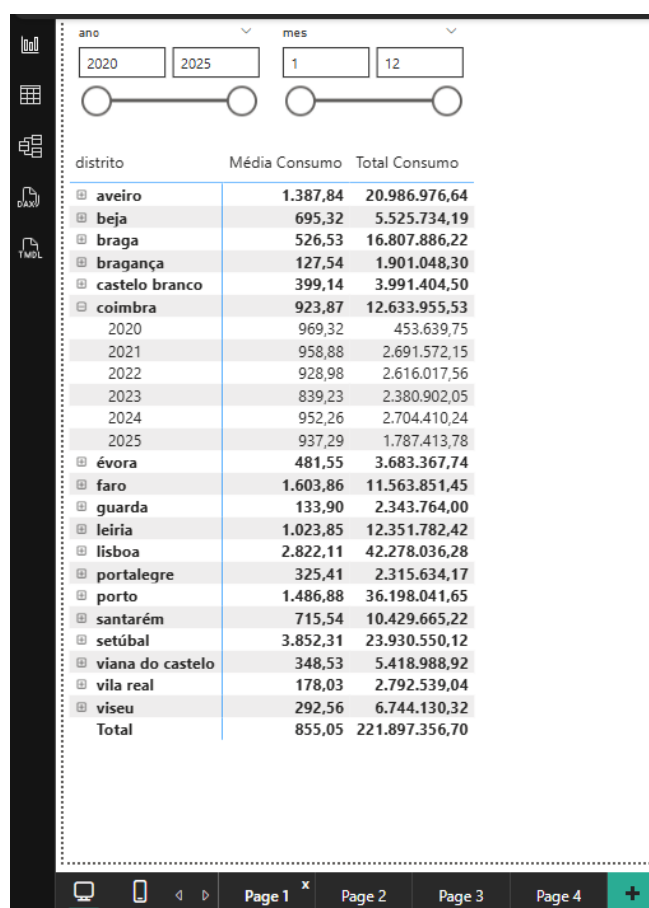 ano mes
2020 2025 1 12
distrito Média Consumo Total Consumo
aveiro 1.387,84 20.986.976,64
beja 695,32 5.525.734,19
braga 526,53 16.807.886,22
bragança 127,54 1.901.048,30
castelo branco 399,14 3.991.404,50
coimbra 923,87 12.633.955,53
2020 969,32 453.639,75
2021 958,88 2.691.572,15
2022 928,98 2.616.017,56
2023 839,23 2.380.902,05
2024 952,26 2.704.410,24
2025 937,29 1.787.413,78
évora 481,55 3.683.367,74
faro 1.603,86 11.563.851,45
guarda 133,90 2.343.764,00
leiria 1.023,85 12.351.782,42
lisboa 2.822,11 42.278.036,28
portalegre 325,41 2.315.634,17
porto 1.486,88 36.198.041,65
santarém 715,54 10.429.665,22
setúbal 3.852,31 23.930.550,12
viana do castelo 348,53 5.418.988,92
vila real 178,03 2.792.539,04
viseu 292,56 6.744.130,32
Total 855,05 221.897.356,70
DAX
TMDL
Page 1 x Page 2 Page 3 Page 4 +